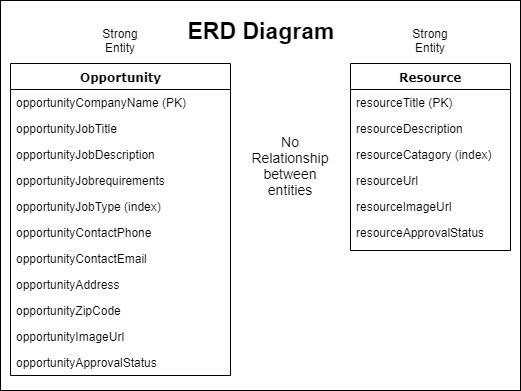 ERD Diagram
Strong
Entity
Opportunity
opportunityCompanyName (PK)
opportunityJobTitle
opportunityJobDescription
opportunityJobrequirements
opportunityJobType (index)
opportunityContactPhone
opportunityContactEmail
opportunityAddress
opportunityZipCode
opportunityImageUrl
opportunityApprovalStatus
No
Relationship
between
entities
Strong
Entity
Resource
resourceTitle (PK)
resourceDescription
resourceCatagory (index)
resourceUrl
resourceImageUrl
resourceApprovalStatus